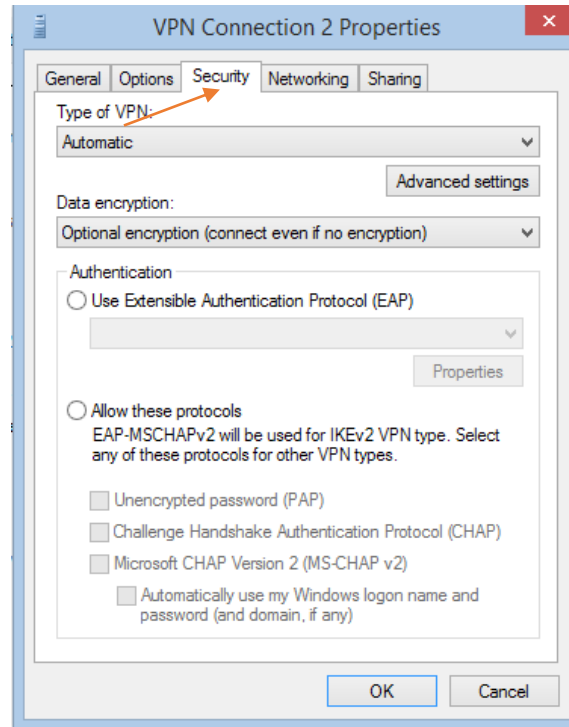 VPN Connection 2 Properties
General Options Security Networking Sharing
Type of VPN:
Automatic
Advanced settings
Data encryption:
Optional encryption (connect even if no encryption)
Authentication
Use Extensible Authentication Protocol (EAP)
Properties
Allow these protocols
EAP-MSCHAPv2 will be used for IKEv2 VPN type. Select
any of these protocols for other VPN types.
Unencrypted password (PAP)
Challenge Handshake Authentication Protocol (CHAP)
Microsoft CHAP Version 2 (MS-CHAP v2)
Automatically use my Windows logon name and
password (and domain, if any)
OK Cancel